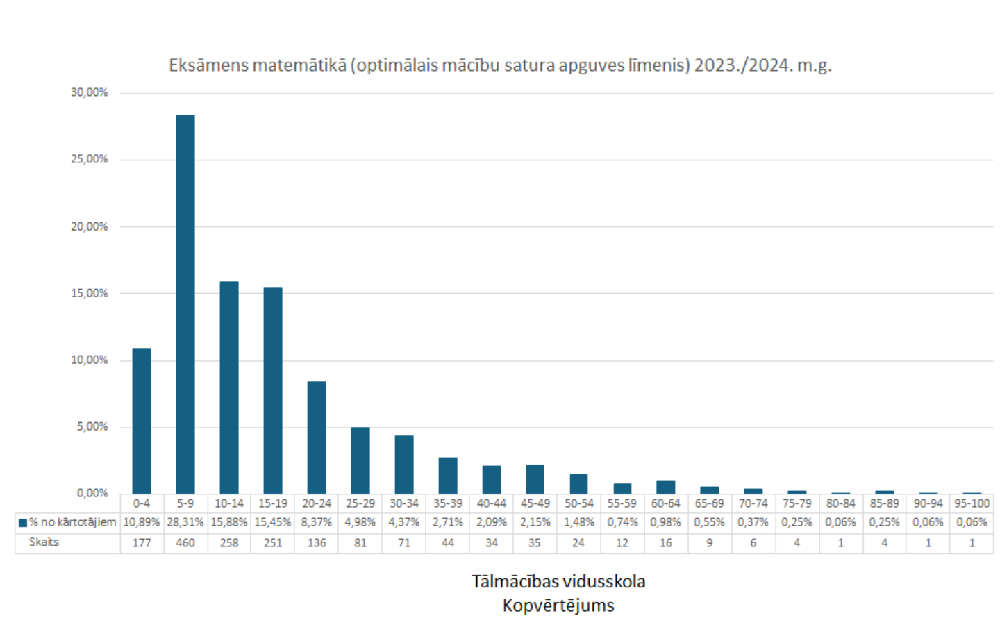 Eksāmens matemātikā (optimālais mācību satura apguves līmenis) 2023./2024. m.g.
30,00%
25,00%
20,00%
15,00%
10,00%
5,00%
0,00%
0-4 5-9 10-14 15-19 20-24 25-29 30-34 35-39 40-44 45-49 50-54 55-59 60-64 65-69 70-74 75-79 80-84 85-89 90-94 95-100
% no kārtotājiem 10,89% 28,31% 15,88% 15,45% 8,37% 4,98% 4,37% 2,71% 2,09% 2,15% 1,48% 0,74% 0,98% 0,55% 0,37% 0,25% 0,06% 0,25% 0,06% 0,06%
Skaits 177 460 258 251 136 81 71 44 34 35 24 12 16 9 6 4 1 4 1 1
Tālmācības vidusskola
Kopvērtējums